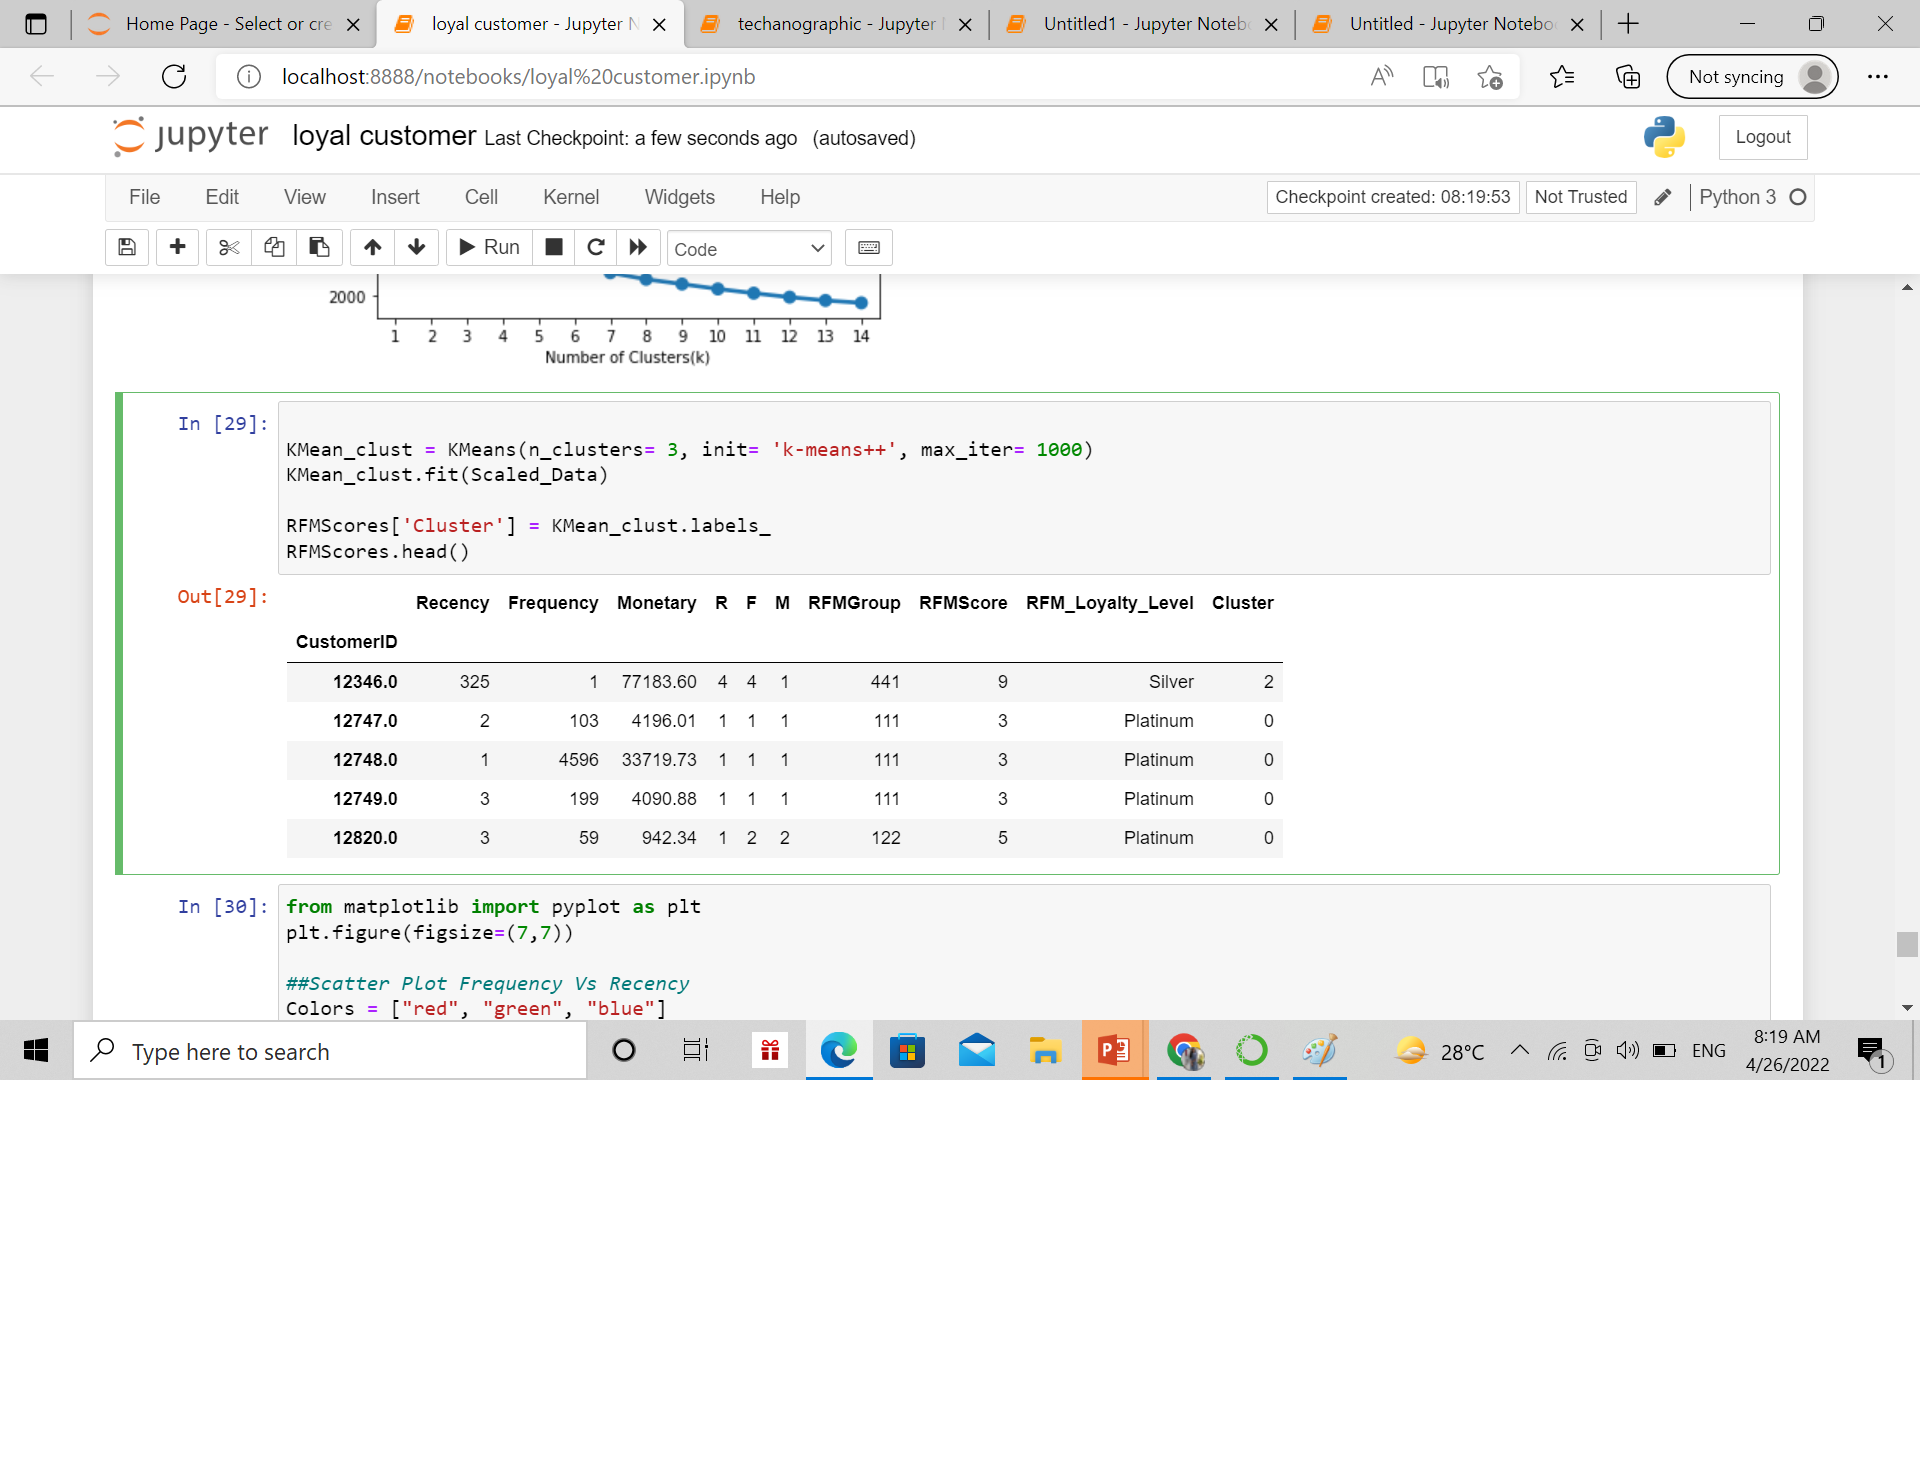 Home Page - Select or cre
loyal customer - Jupyter N
techanographic - Jupyter
Untitled1 - Jupyter Noteb
Untitled - Jupyter Notebo
localhost:8888/notebooks/loyal%20customer.ipynb
Not syncing
jupyter loyal customer Last Checkpoint: a few seconds ago (autosaved)
Logout
File Edit View Insert Cell Kernel Widgets Help
Checkpoint created: 08:19:53 Not Trusted Python 3
Run Code
2000
1 2 3 4 5 6 7 8 9 10 11 12 13 14
Number of Clusters(k)
In [29]:
KMean_clust = KMeans(n_clusters= 3, init= 'k-means++', max_iter= 1000)
KMean_clust.fit(Scaled_Data)
RFMScores['Cluster'] = KMean_clust.labels_
RFMScores.head()
Out[29]:
Recency Frequency Monetary R F M RFMGroup RFMScore RFM_Loyalty_Level Cluster
CustomerID
12346.0 325 1 77183.60 4 4 1 441 9 Silver 2
12747.0 2 103 4196.01 1 1 1 111 3 Platinum 0
12748.0 1 4596 33719.73 1 1 1 111 3 Platinum 0
12749.0 3 199 4090.88 1 1 1 111 3 Platinum 0
12820.0 3 59 942.34 1 2 2 122 5 Platinum 0
In [30]: from matplotlib import pyplot as plt
plt.figure(figsize=(7,7))
##Scatter Plot Frequency Vs Recency
Colors = ["red", "green", "blue"]
Type here to search
28°C
ENG
8:19 AM
4/26/2022
1